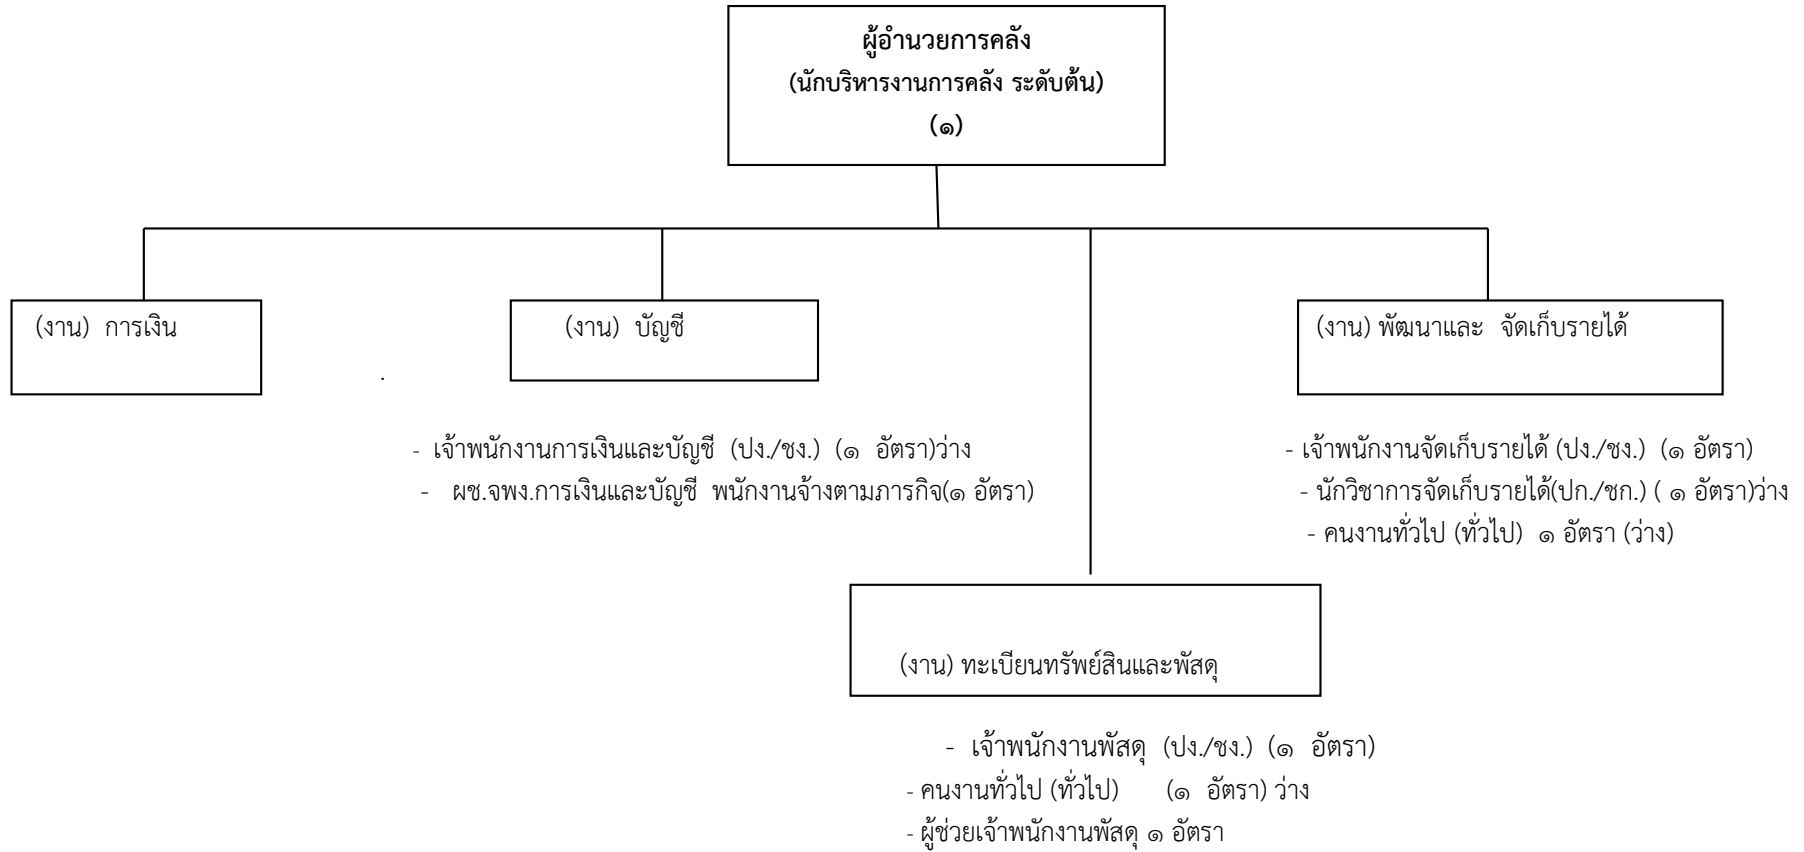 ผู้อำนวยการคลัง
(นักบริหารงานการคลัง ระดับต้น)
(๑)
(งาน) การเงิน
(งาน) บัญชี
(งาน) พัฒนาและ จัดเก็บรายได้
- เจ้าพนักงานการเงินและบัญชี (ปง./ชง.) (๑ อัตรา)ว่าง
- ผช.จพง.การเงินและบัญชี พนักงานจ้างตามภารกิจ(๑ อัตรา)
- เจ้าพนักงานจัดเก็บรายได้ (ปง./ชง.) (๑ อัตรา)
- นักวิชาการจัดเก็บรายได้(ปก./ชก.) ( ๑ อัตรา)ว่าง
- คนงานทั่วไป (ทั่วไป) ๑ อัตรา (ว่าง)
(งาน) ทะเบียนทรัพย์สินและพัสดุ
- เจ้าพนักงานพัสดุ (ปง./ชง.) (๑ อัตรา)
- คนงานทั่วไป (ทั่วไป) (๑ อัตรา) ว่าง
- ผู้ช่วยเจ้าพนักงานพัสดุ ๑ อัตรา